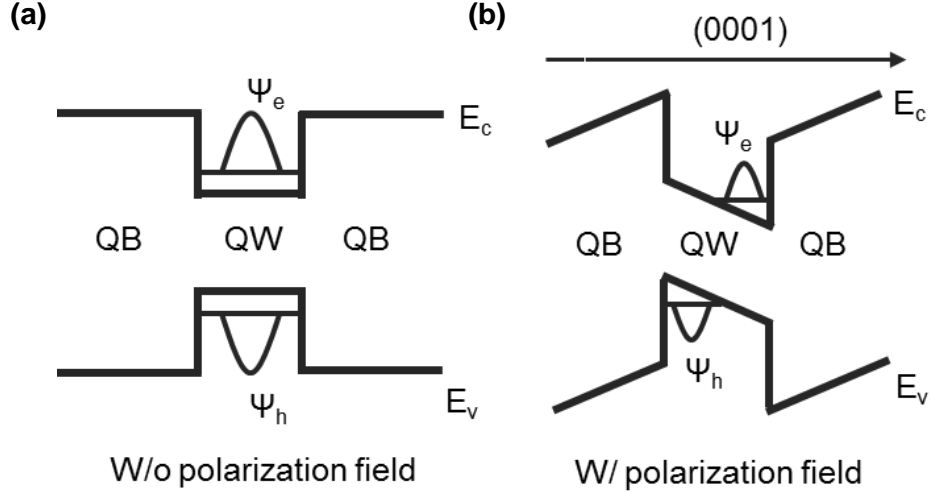 (a)
Ψe
Ec
QB
QW
QB
Ψh
Ev
W/o polarization field
(b)
(0001)
Ψe
Ec
QB
QW
QB
Ψh
Ev
W/ polarization field